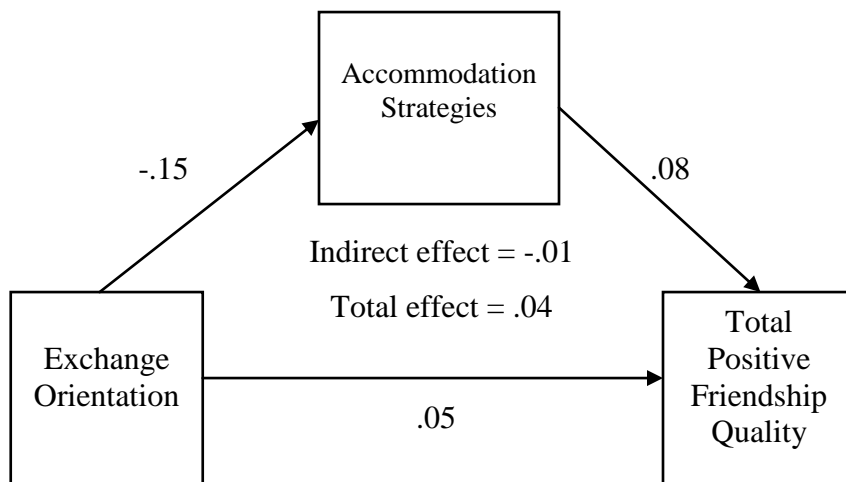 Accommodation
Strategies
-.15
.08
Indirect effect = -.01
Total effect = .04
Exchange
Orientation
.05
Total
Positive
Friendship
Quality